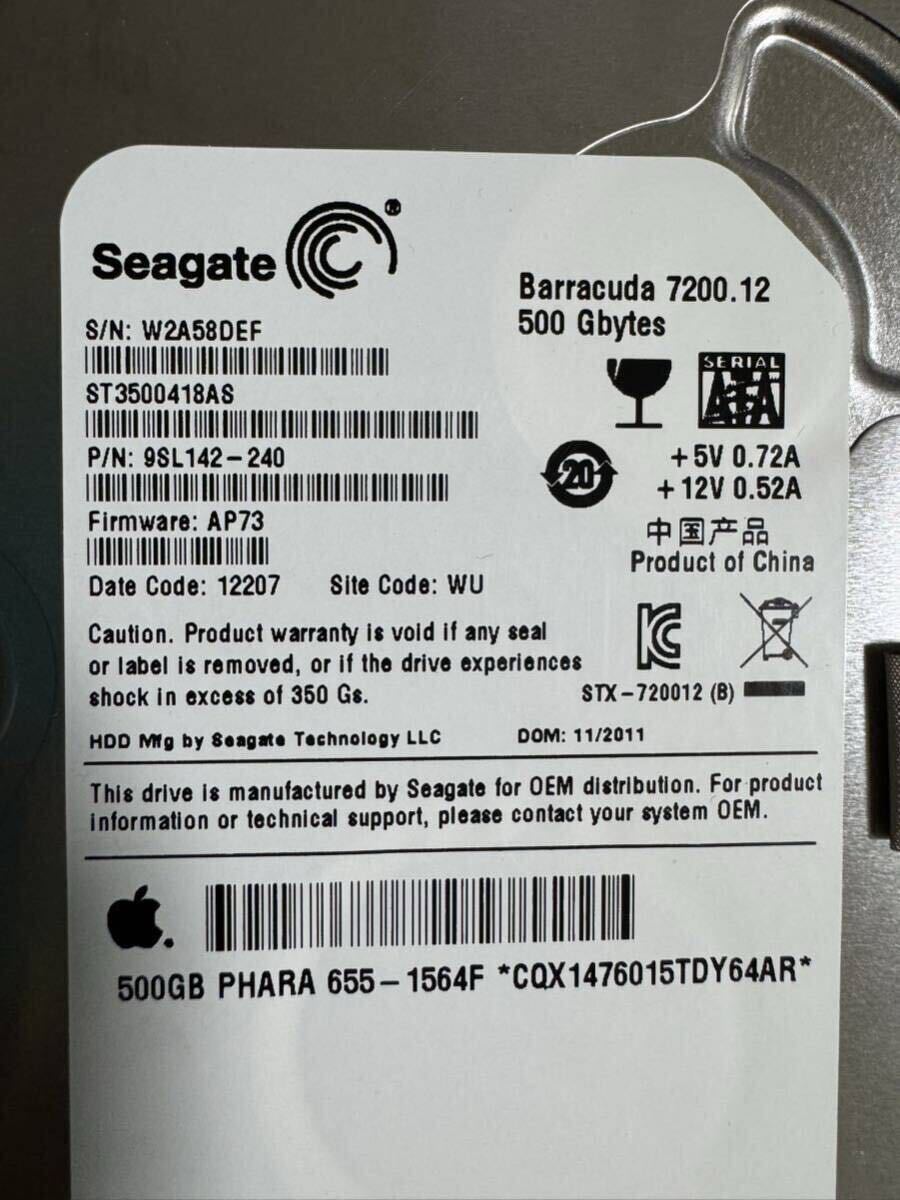 Seagate ®
Barracuda 7200.12
500 Gbytes
S/N: W2A58DEF
ST3500418AS
SERIAL
ATA
P/N: 9SL142-240
20
+5V 0.72A
+12V 0.52A
Firmware: AP73
中国产品
Product of China
Date Code: 12207 Site Code: WU
Caution. Product warranty is void if any seal
or label is removed, or if the drive experiences
shock in excess of 350 Gs.
STX-720012 (B)
HDD Mfg by Seagate Technology LLC DOM: 11/2011
This drive is manufactured by Seagate for OEM distribution. For product
information or technical support, please contact your system OEM.
500GB PHARA 655-1564F *CQX1476015TDY64AR*